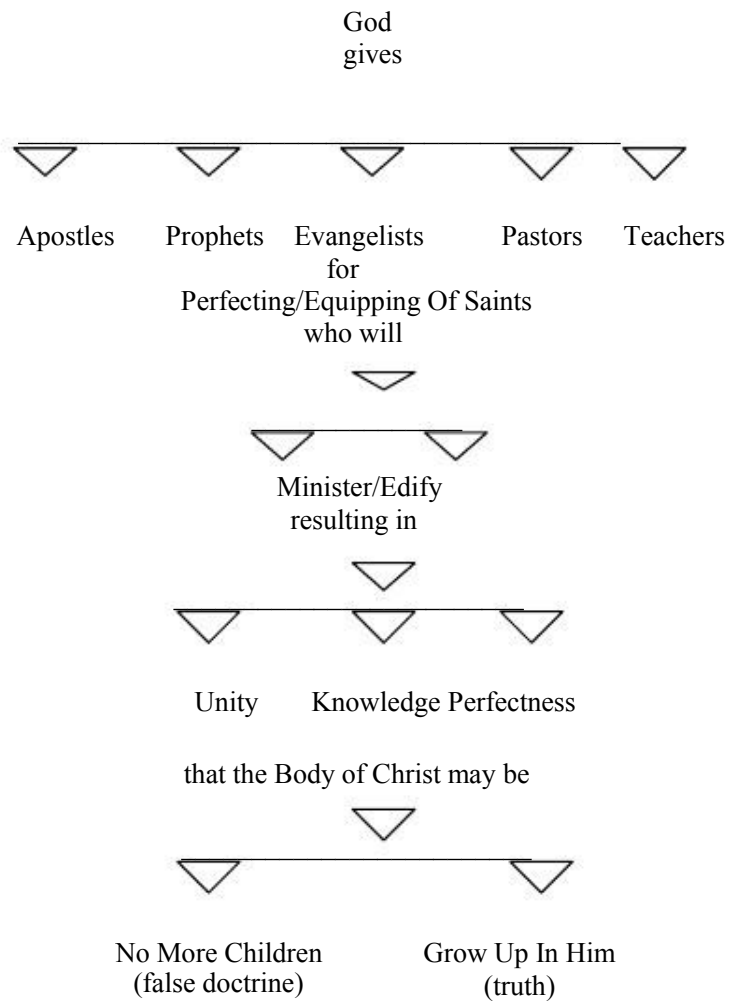 God
gives
Apostles Prophets Evangelists Pastors Teachers
for
Perfecting/Equipping Of Saints
who will
Minister/Edify
resulting in
Unity Knowledge Perfectness
that the Body of Christ may be
No More Children Grow Up In Him
(false doctrine) (truth)